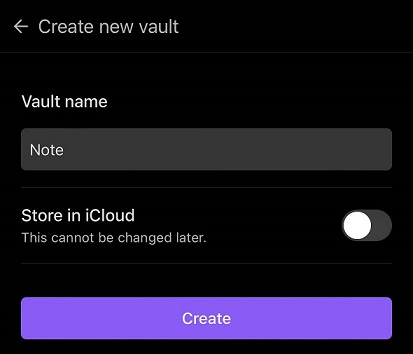 Create new vault
Vault name
Note
Store in iCloud
This cannot be changed later.
Create